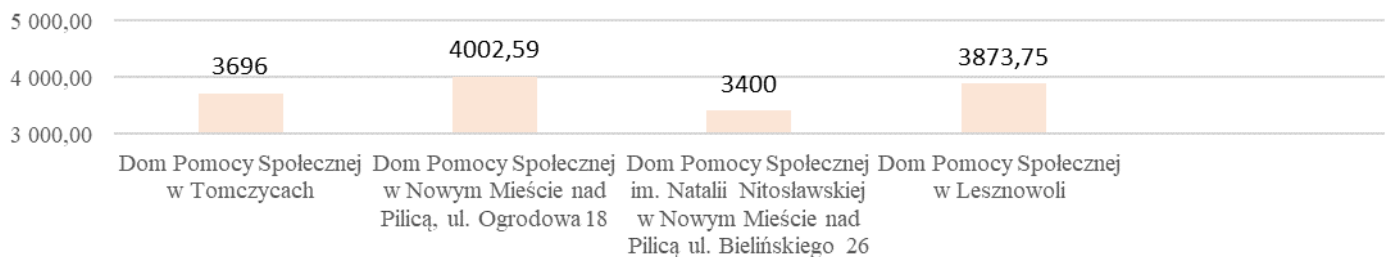 5 000,00
4 000,00
3 000,00
3696
4002,59
3400
3873,75
Dom Pomocy Społecznej
w Tomczycach
Dom Pomocy Społecznej
w Nowym Mieście nad
Pilicą, ul. Ogrodowa 18
Dom Pomocy Społecznej
im. Natalii Nitosławskiej
w Nowym Mieście nad
Pilicą ul. Bielińskiego 26
Dom Pomocy Społecznej
w Lesznowoli